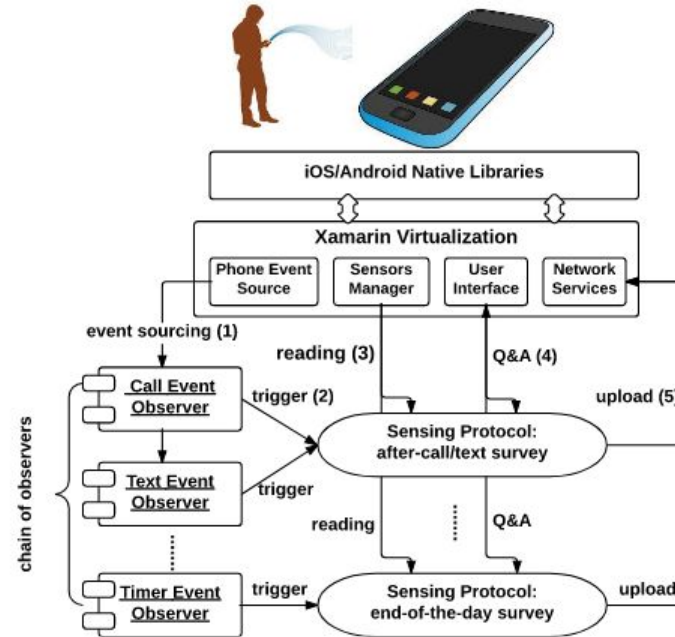 iOS/Android Native Libraries
Xamarin Virtualization
Phone Event
Source
Sensors
Manager
User
Interface
Network
Services
event sourcing (1)
reading (3)
Q&A (4)
upload (5)
Call Event
Observer
trigger (2)
Sensing Protocol:
after-call/text survey
Text Event
Observer
trigger
reading
Q&A
chain of observers
Timer Event
Observer
trigger
Sensing Protocol:
end-of-the-day survey
upload